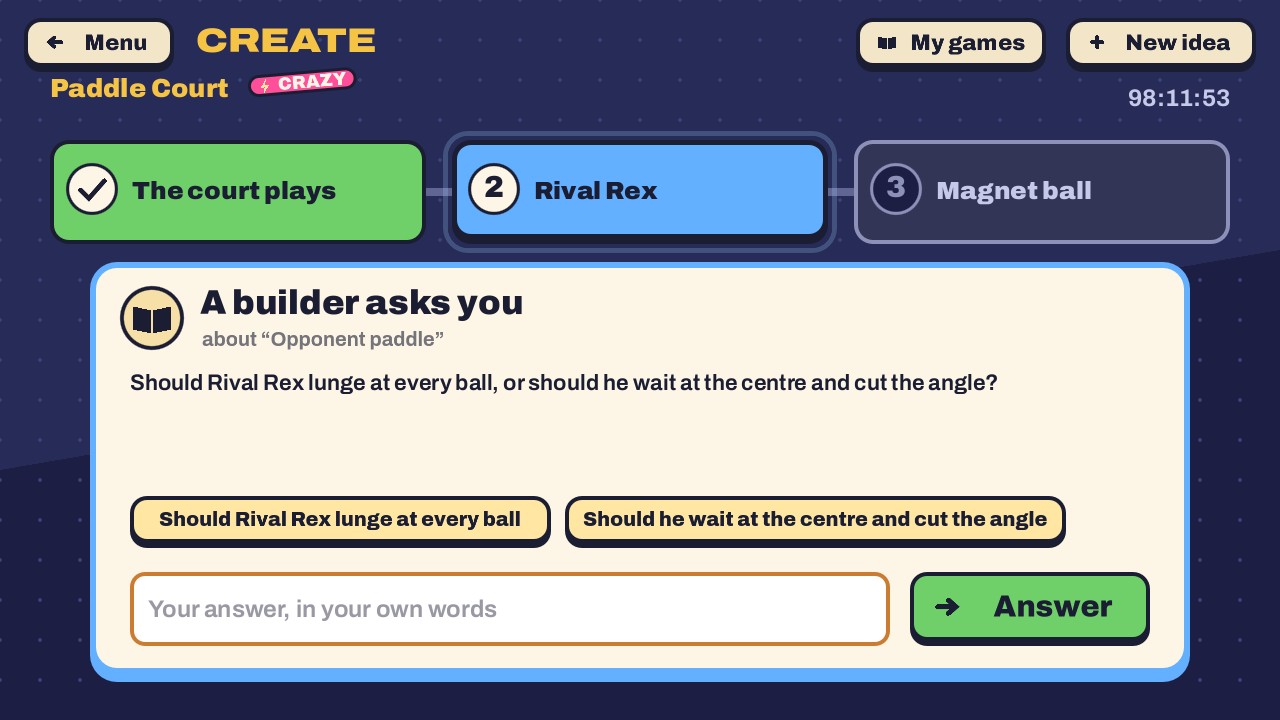 Menu
CREATE
My games
New idea
Paddle Court
CRAZY
98:11:53
The court plays
2
Rival Rex
3
Magnet ball
A builder asks you
about “Opponent paddle”
Should Rival Rex lunge at every ball, or should he wait at the centre and cut the angle?
Should Rival Rex lunge at every ball
Should he wait at the centre and cut the angle
Your answer, in your own words
Answer